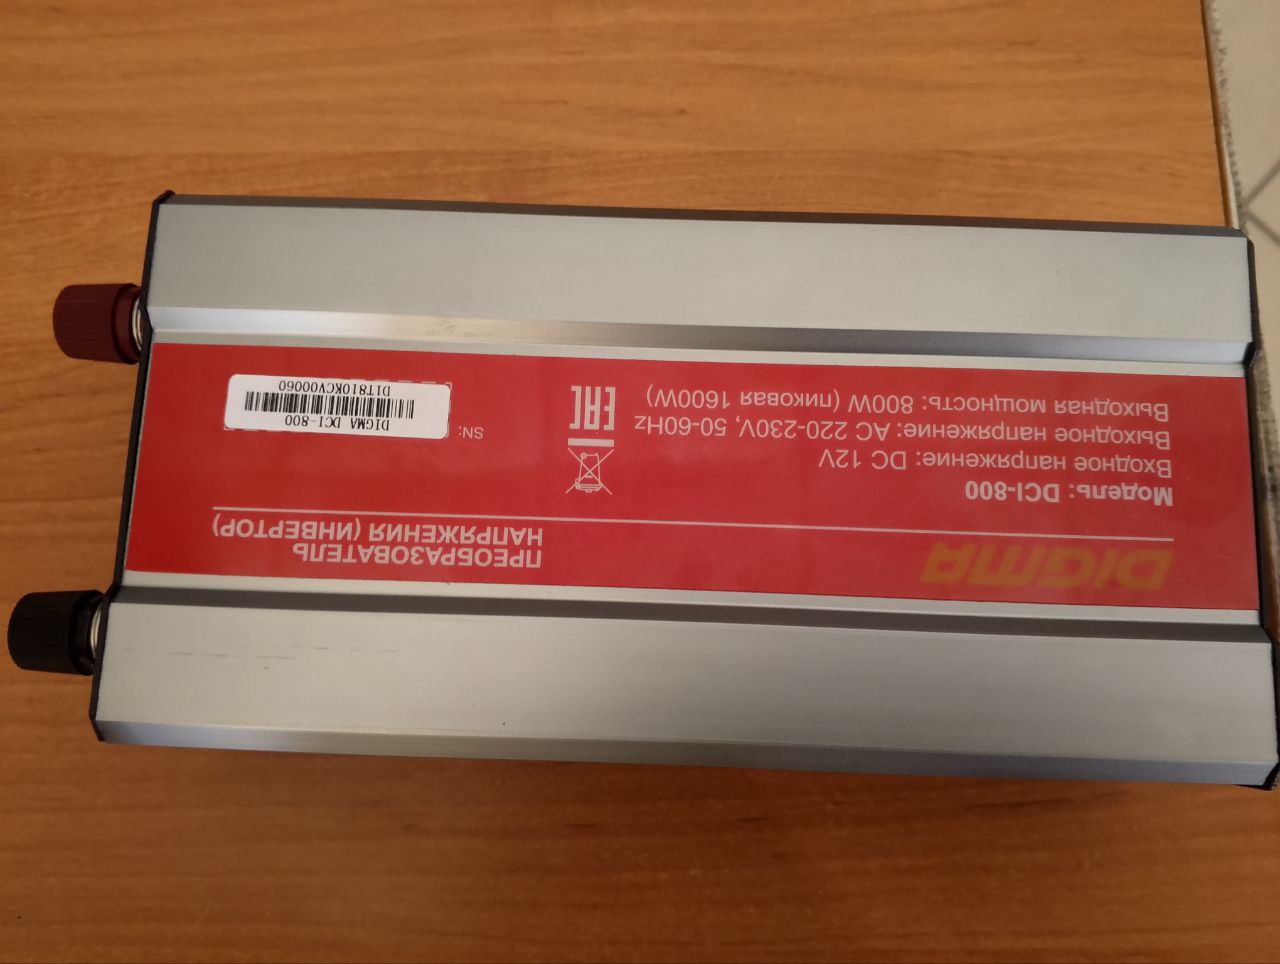 DIGMA
ПРЕОБРАЗОВАТЕЛЬ
НАПРЯЖЕНИЯ (ИНВЕРТОР)
Модель: DCI-800
Входное напряжение: DC 12V
Выходное напряжение: AC 220-230V, 50-60Hz
Выходная мощность: 800W (пиковая 1600W)
EAC
SN:
DIGMA DCI-800
DIT810KCV000060